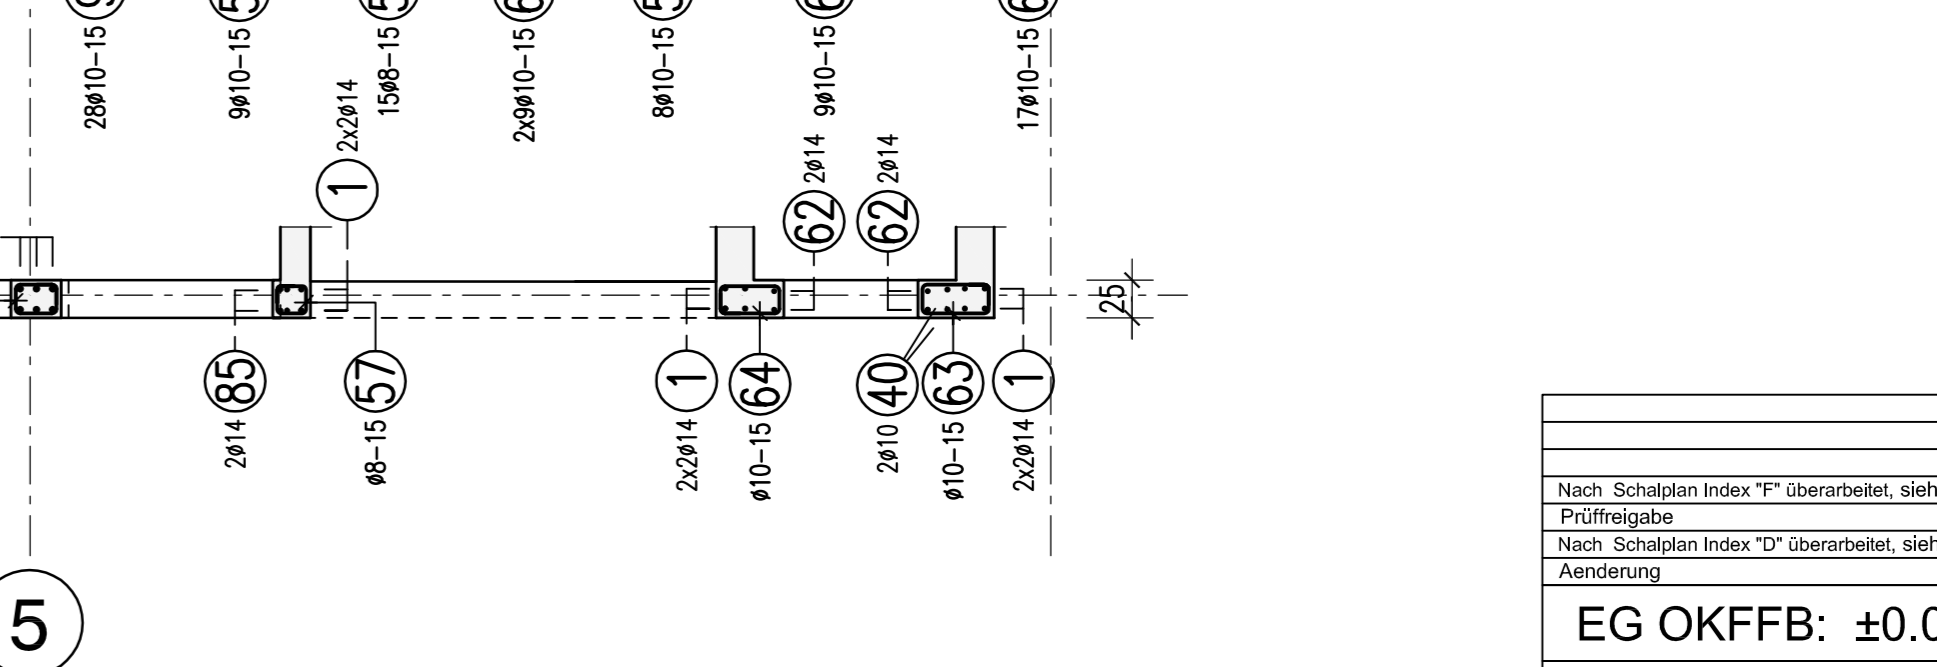 28ø10-15
9ø10-15
15ø8-15
2x9ø10-15
8ø10-15
9ø10-15
17ø10-15
2x2ø14
1
2ø14
62
2ø14
62
25
85
2ø14
57
ø8-15
1
2x2ø14
64
ø10-15
40
2ø10
63
ø10-15
1
2x2ø14
5
Nach Schalplan Index "F" überarbeitet, sieh
Prüffreigabe
Nach Schalplan Index "D" überarbeitet, sieh
Aenderung
EG OKFFB: ±0.0